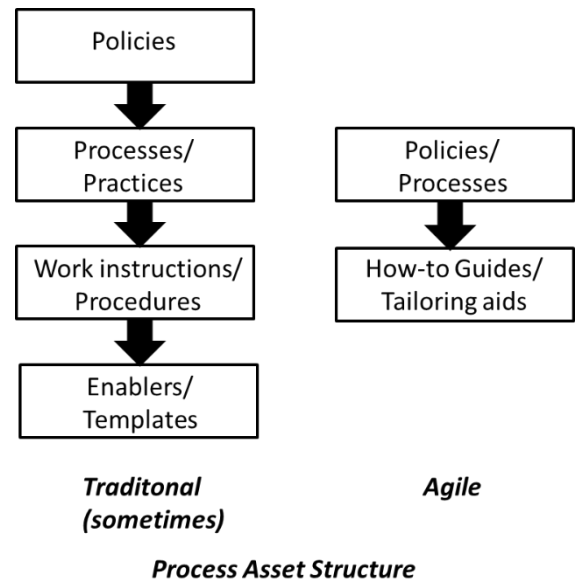 Policies
Processes/
Practices
Work instructions/
Procedures
Enablers/
Templates
Traditonal
(sometimes)
Policies/
Processes
How-to Guides/
Tailoring aids
Agile
Process Asset Structure